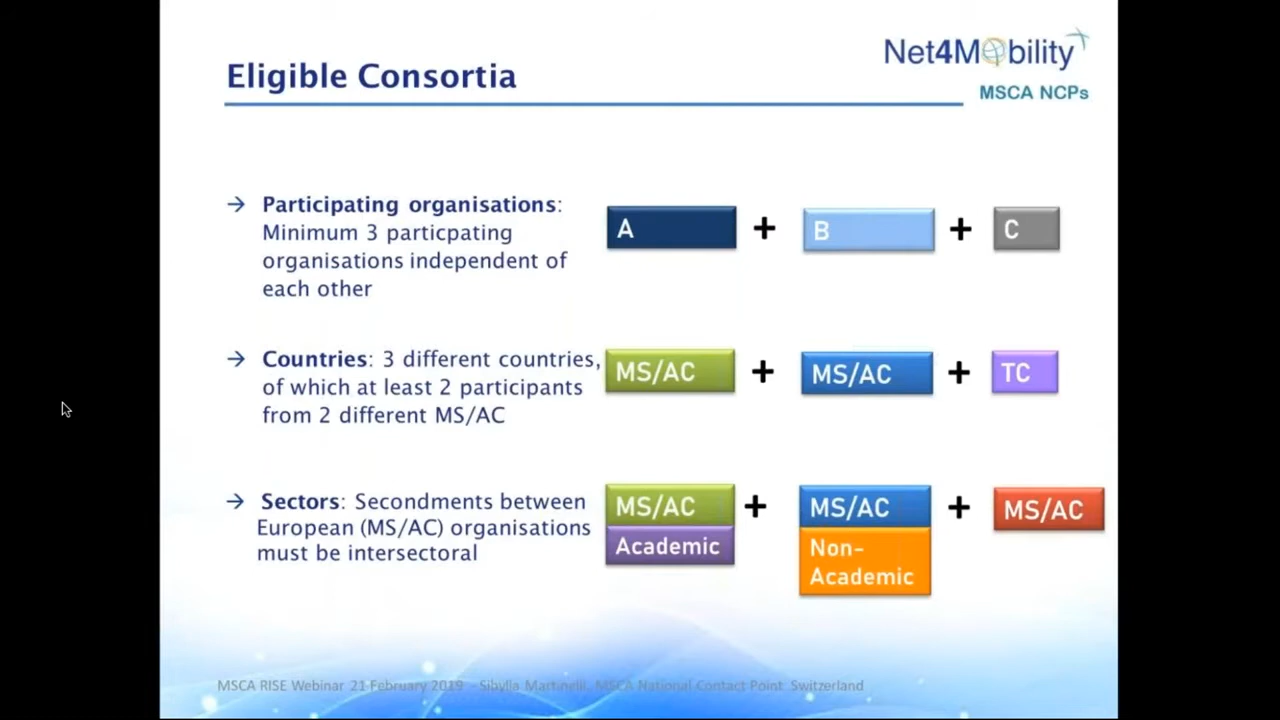 Eligible Consortia
Net4Mobility
MSCA NCPs
→ Participating organisations:
Minimum 3 particpating
organisations independent of
each other
A + B + C
→ Countries: 3 different countries,
of which at least 2 participants
from 2 different MS/AC
MS/AC + MS/AC + TC
→ Sectors: Secondments between
European (MS/AC) organisations
must be intersectoral
MS/AC + MS/AC + MS/AC
Academic
Non-
Academic
MSCA RISE Webinar 21 February 2019 - Sibylla Martinelli, MSCA National Contact Point Switzerland